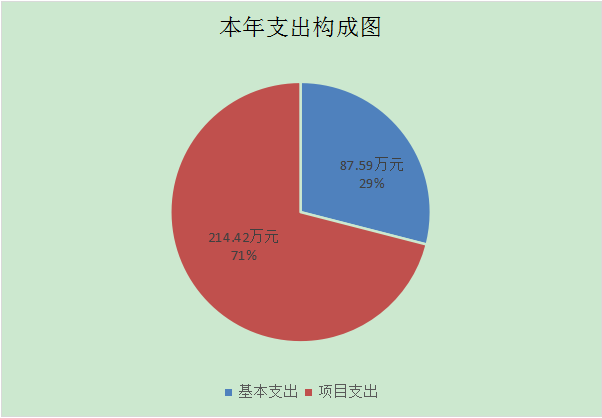 本年支出构成图
87.59万元
29%
214.42万元
71%
基本支出 项目支出